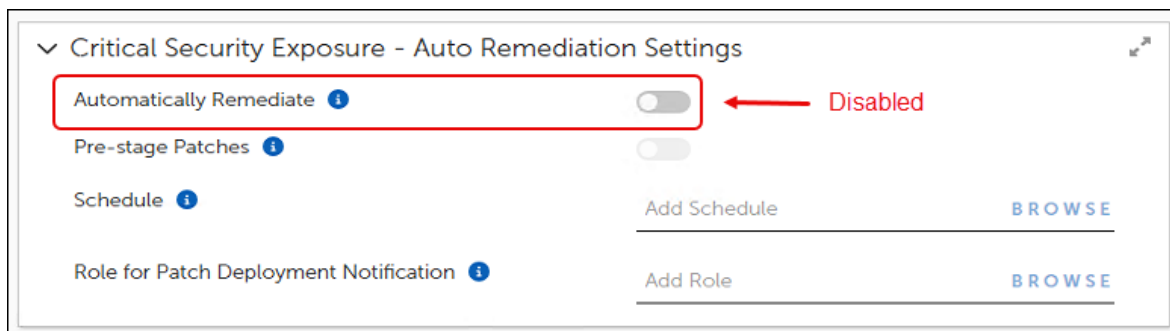 Critical Security Exposure - Auto Remediation Settings
Automatically Remediate
Disabled
Pre-stage Patches
Schedule
Add Schedule BROWSE
Role for Patch Deployment Notification
Add Role BROWSE